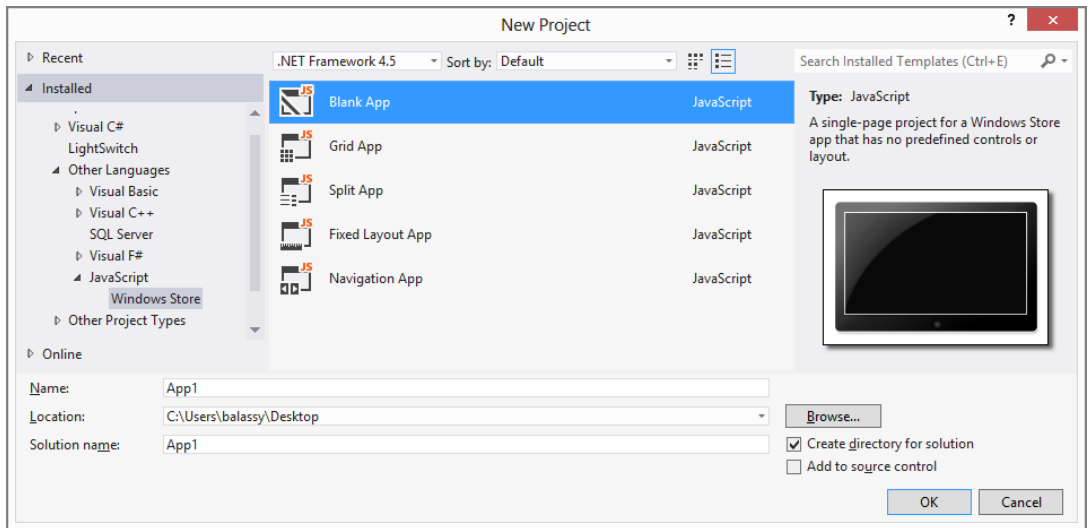 New Project
?
Recent
.NET Framework 4.5 Sort by: Default
Search Installed Templates (Ctrl+E)
Installed
Visual C#
LightSwitch
Other Languages
Visual Basic
Visual C++
SQL Server
Visual F#
JavaScript
Windows Store
Other Project Types
Online
JS
Blank App JavaScript
JS
Grid App JavaScript
JS
Split App JavaScript
JS
Fixed Layout App JavaScript
JS
Navigation App JavaScript
Type: JavaScript
A single-page project for a Windows Store
app that has no predefined controls or
layout.
Name: App1
Location: C:\Users\balassy\Desktop Browse...
Solution name: App1
Create directory for solution
Add to source control
OK Cancel